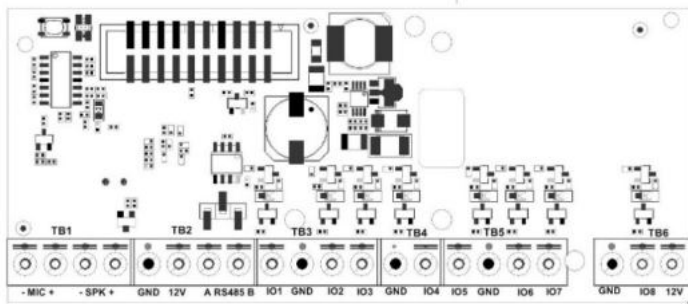 TB1 TB2 TB3 TB4 TB5 TB6
- MIC + - SPK + GND 12V A RS485 B IO1 GND IO2 IO3 GND IO4 IO5 GND IO6 IO7 GND IO8 12V